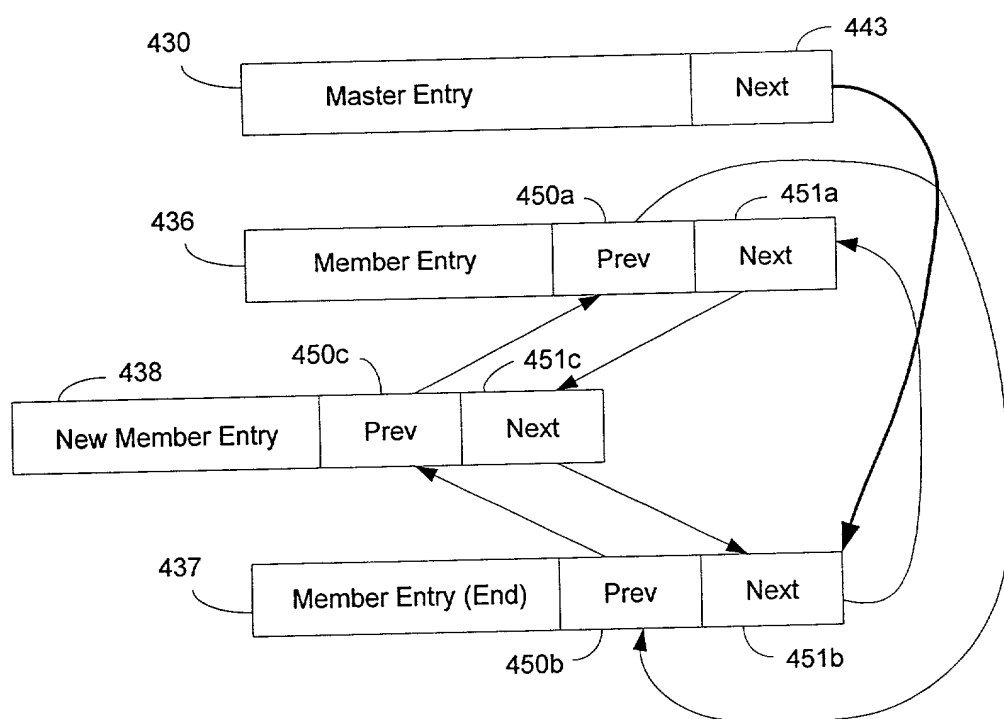 443
430
Master Entry Next
450a 451a
436
Member Entry Prev Next
450c 451c
438
New Member Entry Prev Next
437
Member Entry (End) Prev Next
450b 451b